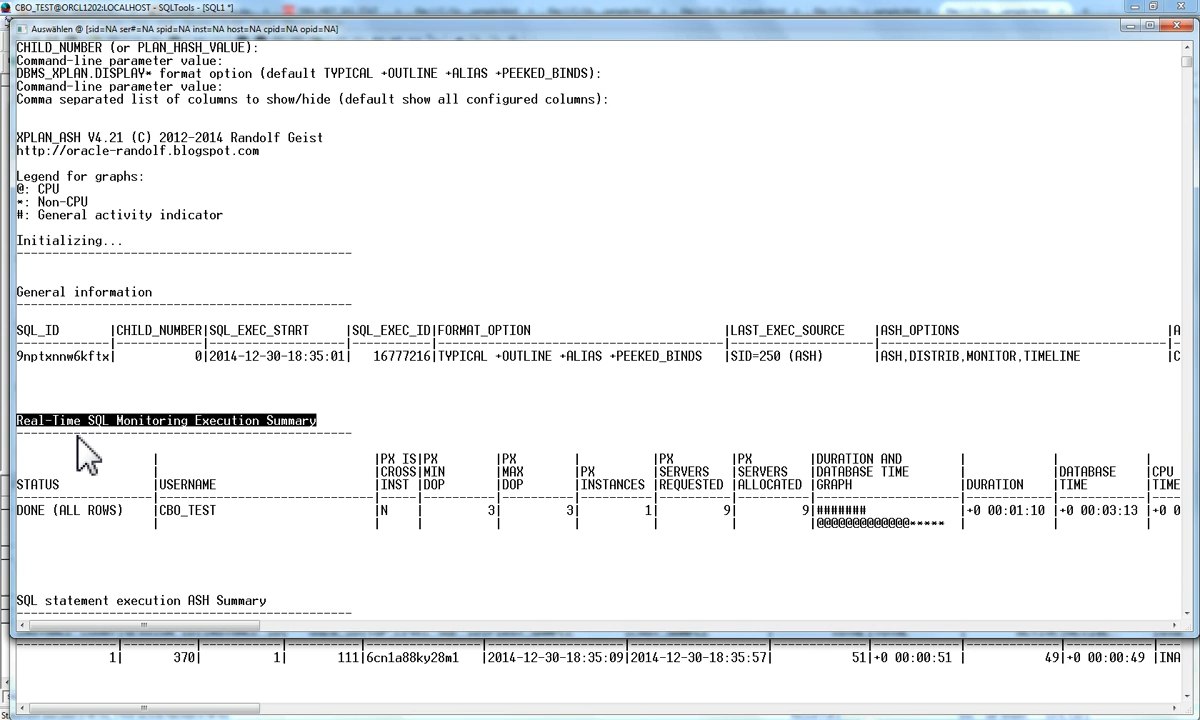 CBO_TEST@ORCL1202:LOCALHOST - SQLTools - [SQL1 *]
Auswählen @ [sid=NA ser#=NA spid=NA inst=NA host=NA cpid=NA opid=NA]
CHILD_NUMBER (or PLAN_HASH_VALUE):
Command-line parameter value:
DBMS_XPLAN.DISPLAY* format option (default TYPICAL +OUTLINE +ALIAS +PEEKED_BINDS):
Command-line parameter value:
Comma separated list of columns to show/hide (default show all configured columns):
XPLAN_ASH V4.21 (C) 2012-2014 Randolf Geist
http://oracle-randolf.blogspot.com
Legend for graphs:
@: CPU
*: Non-CPU
#: General activity indicator
Initializing...
-----------------------------------------------
General information
-----------------------------------------------
SQL_ID |CHILD_NUMBER|SQL_EXEC_START |SQL_EXEC_ID|FORMAT_OPTION |LAST_EXEC_SOURCE |ASH_OPTIONS |A
9nptxnnw6kftx| 0|2014-12-30-18:35:01| 16777216|TYPICAL +OUTLINE +ALIAS +PEEKED_BINDS |SID=250 (ASH) |ASH,DISTRIB,MONITOR,TIMELINE |C
Real-Time SQL Monitoring Execution Summary
-----------------------------------------------
| |PX IS|PX |PX | |PX |PX |DURATION AND | | |
| |CROSS|MIN |MAX |PX |SERVERS |SERVERS |DATABASE TIME | |DATABASE |CPU
STATUS |USERNAME |INST |DOP |DOP |INSTANCES |REQUESTED |ALLOCATED |GRAPH |DURATION |TIME |TIME
DONE (ALL ROWS) |CBO_TEST |N | 3| 3| 1| 9| 9|####### |+0 00:01:10 |+0 00:03:13 |+0 0
|@@@@@@@@@@@@@*****
SQL statement execution ASH Summary
-----------------------------------------------
1| 370| 1| 111|6cn1a88ky28m1 |2014-12-30-18:35:09|2014-12-30-18:35:57| 51|+0 00:00:51 | 49|+0 00:00:49 |INA